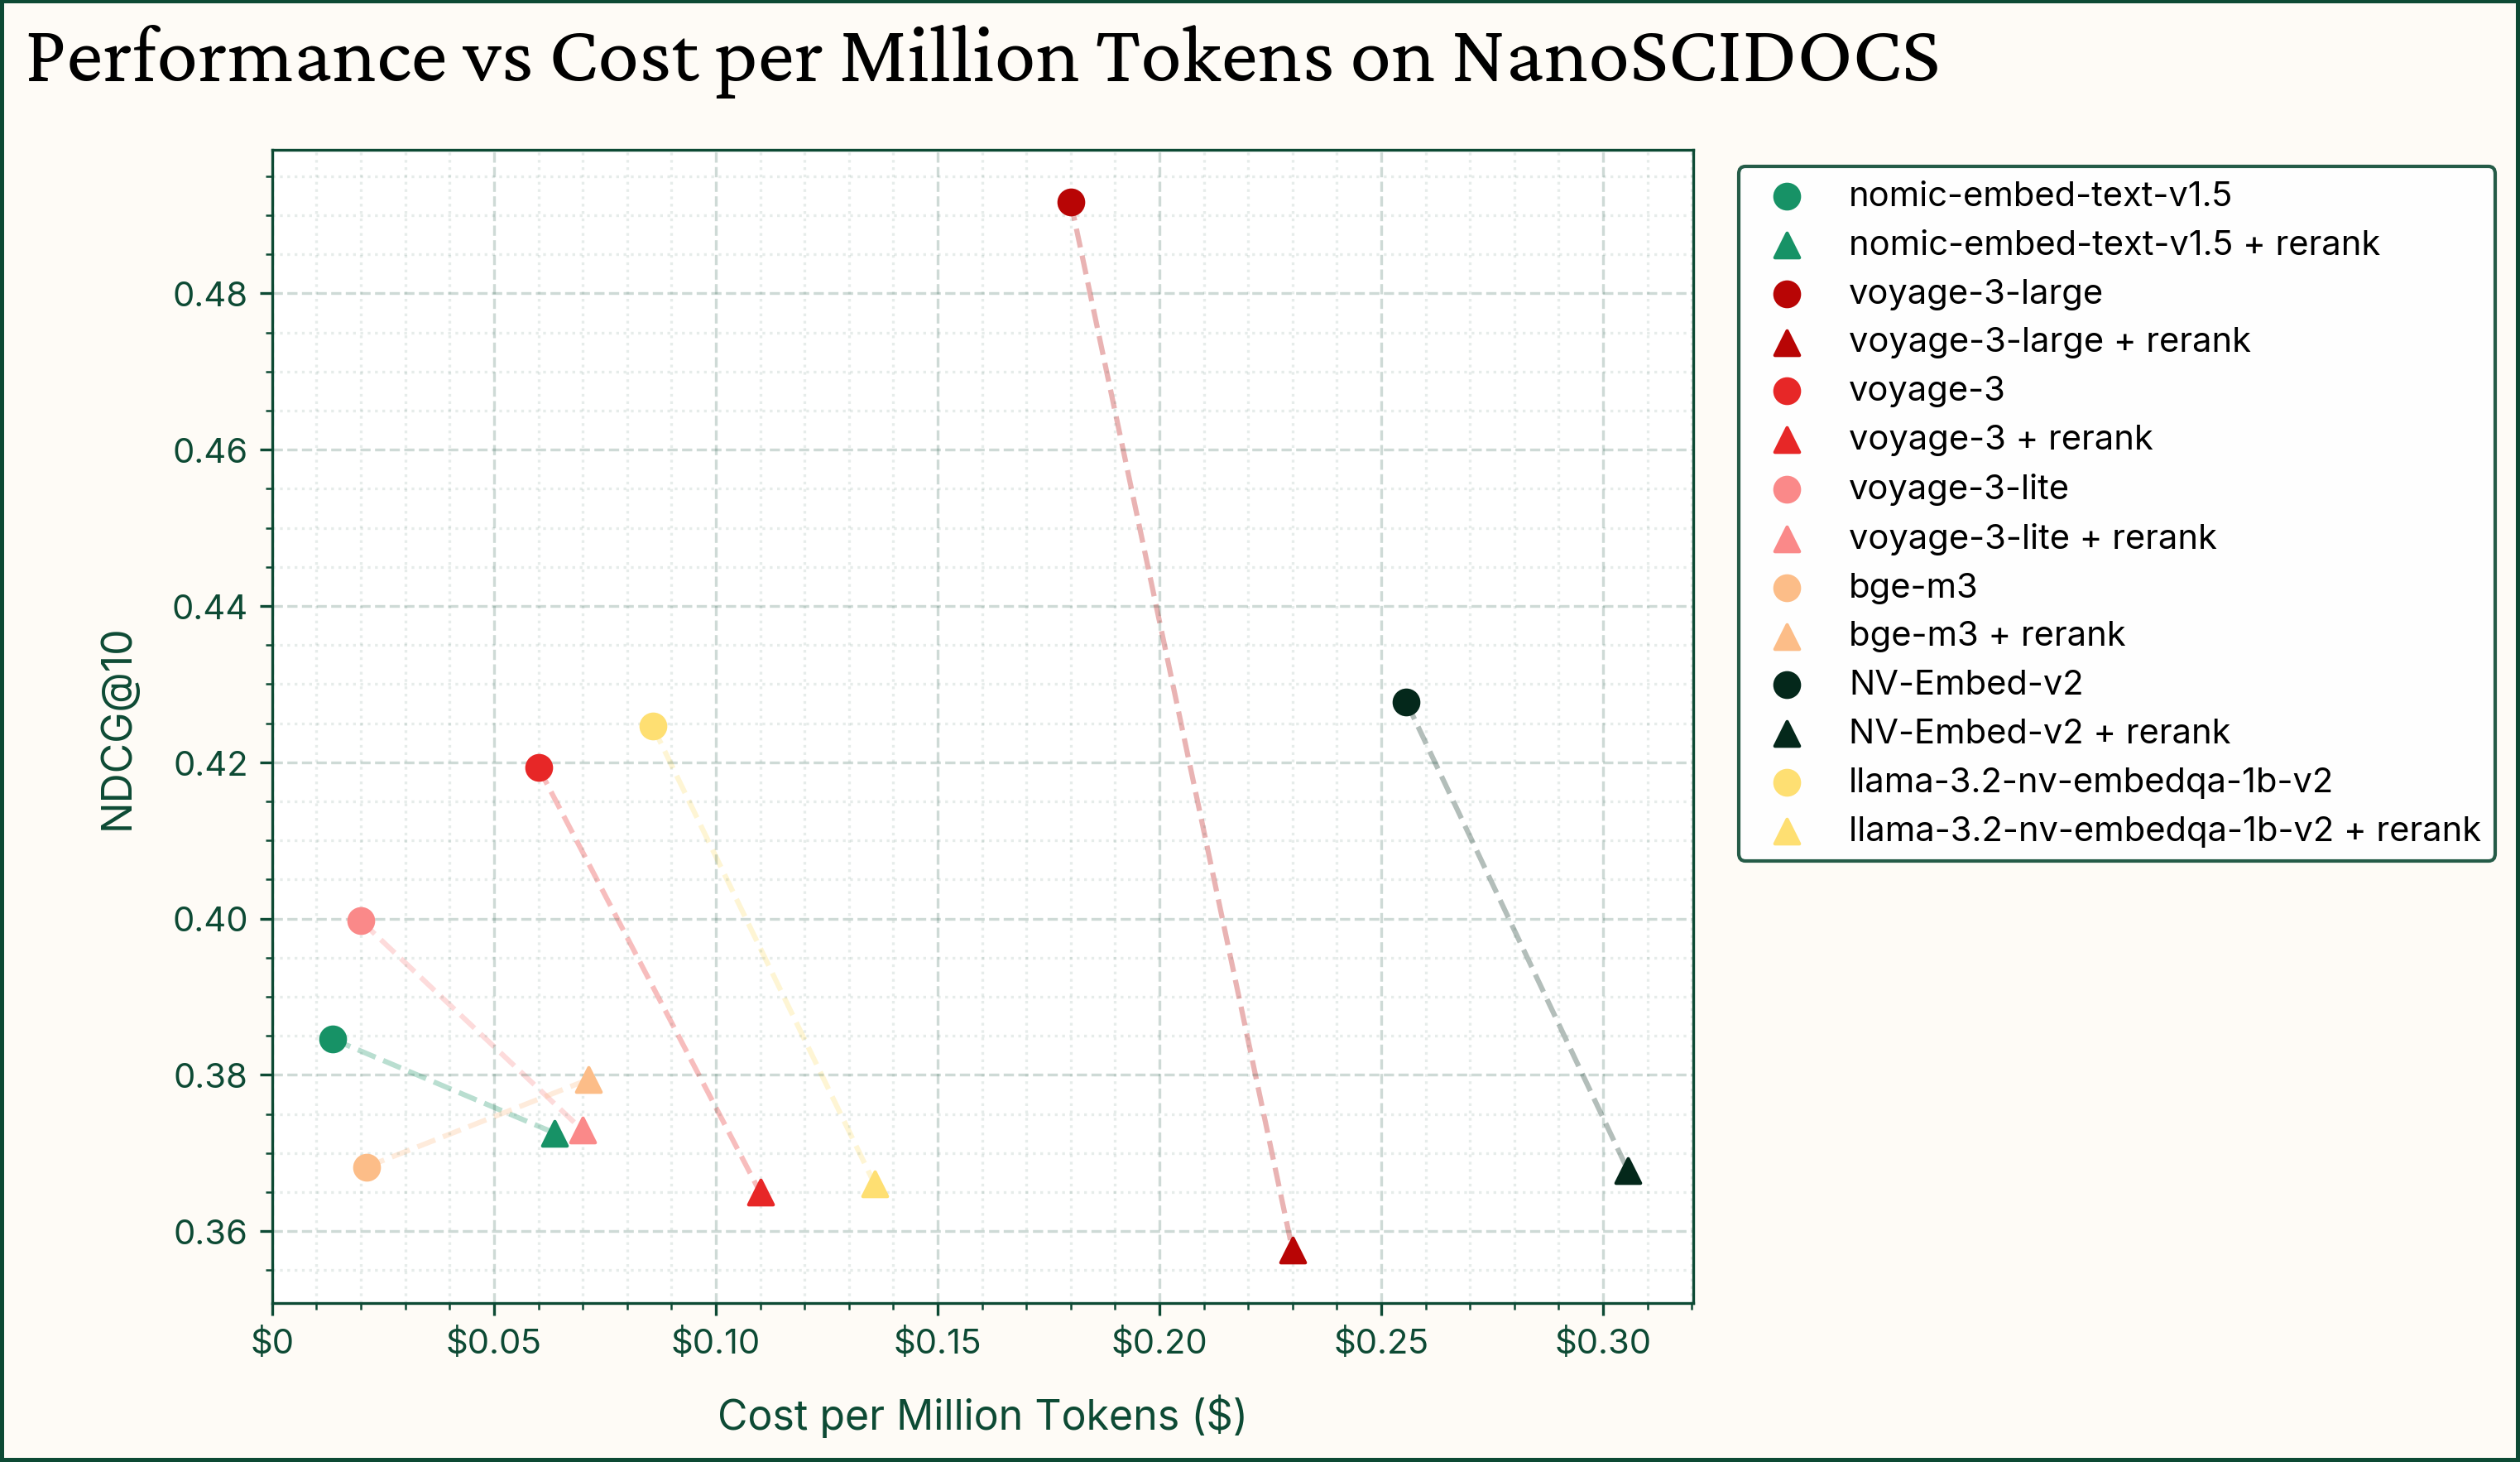 Performance vs Cost per Million Tokens on NanoSCIDOCS
nomic-embed-text-v1.5
nomic-embed-text-v1.5 + rerank
voyage-3-large
voyage-3-large + rerank
voyage-3
voyage-3 + rerank
voyage-3-lite
voyage-3-lite + rerank
bge-m3
bge-m3 + rerank
NV-Embed-v2
NV-Embed-v2 + rerank
llama-3.2-nv-embedqa-1b-v2
llama-3.2-nv-embedqa-1b-v2 + rerank
NDCG@10
0.48
0.46
0.44
0.42
0.40
0.38
0.36
$0 $0.05 $0.10 $0.15 $0.20 $0.25 $0.30
Cost per Million Tokens ($)